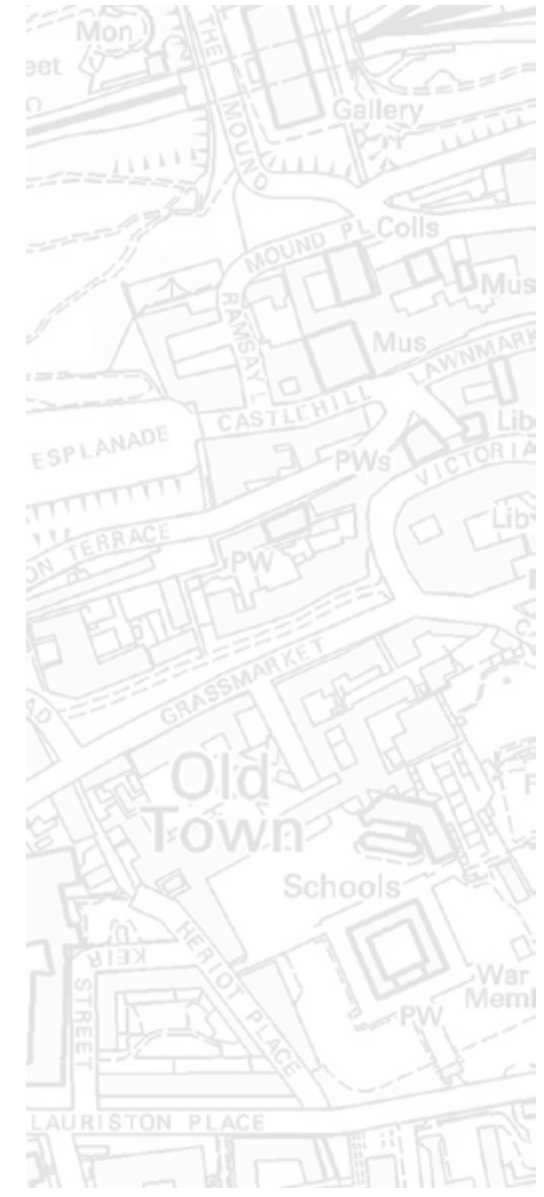 Mon
THE MOUND
Gallery
MOUND PL
Colls
RAMSAY L
Mus
Mus
LAWNMARK
CASTLEHILL
ESPLANADE
PWs
Lib
VICTORIA
Lib
ON TERRACE
PW
GRASSMARKET
Old
Town
Schools
HERIOT PLACE
KEIR
STREET
War
Meml
PW
LAURISTON PLACE